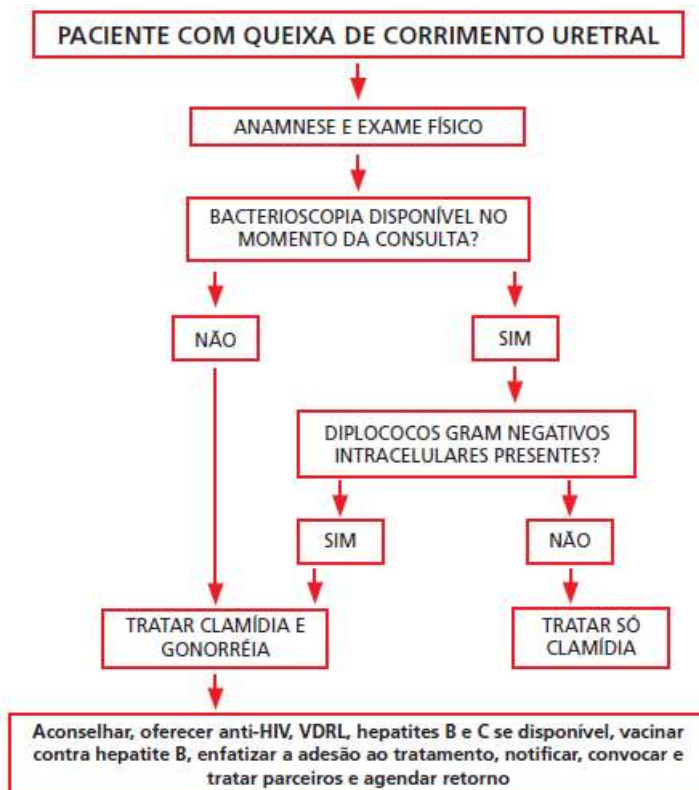 PACIENTE COM QUEIXA DE CORRIMENTO URETRAL
ANAMNESE E EXAME FÍSICO
BACTERIOSCOPIA DISPONÍVEL NO
MOMENTO DA CONSULTA?
NÃO
SIM
DIPLOCOCOS GRAM NEGATIVOS
INTRACELULARES PRESENTES?
SIM
NÃO
TRATAR CLAMÍDIA E
GONORRÉIA
TRATAR SÓ
CLAMÍDIA
Aconselhar, oferecer anti-HIV, VDRL, hepatites B e C se disponível, vacinar
contra hepatite B, enfatizar a adesão ao tratamento, notificar, convocar e
tratar parceiros e agendar retorno